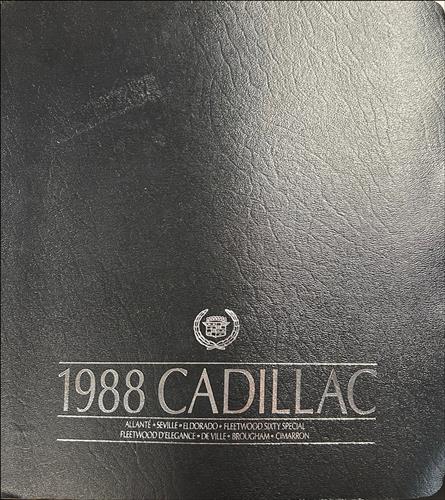 1988 CADILLAC
ALLANTÉ • SEVILLE • ELDORADO • FLEETWOOD SIXTY SPECIAL
FLEETWOOD D'ELEGANCE • DE VILLE • BROUGHAM • CIMARRON